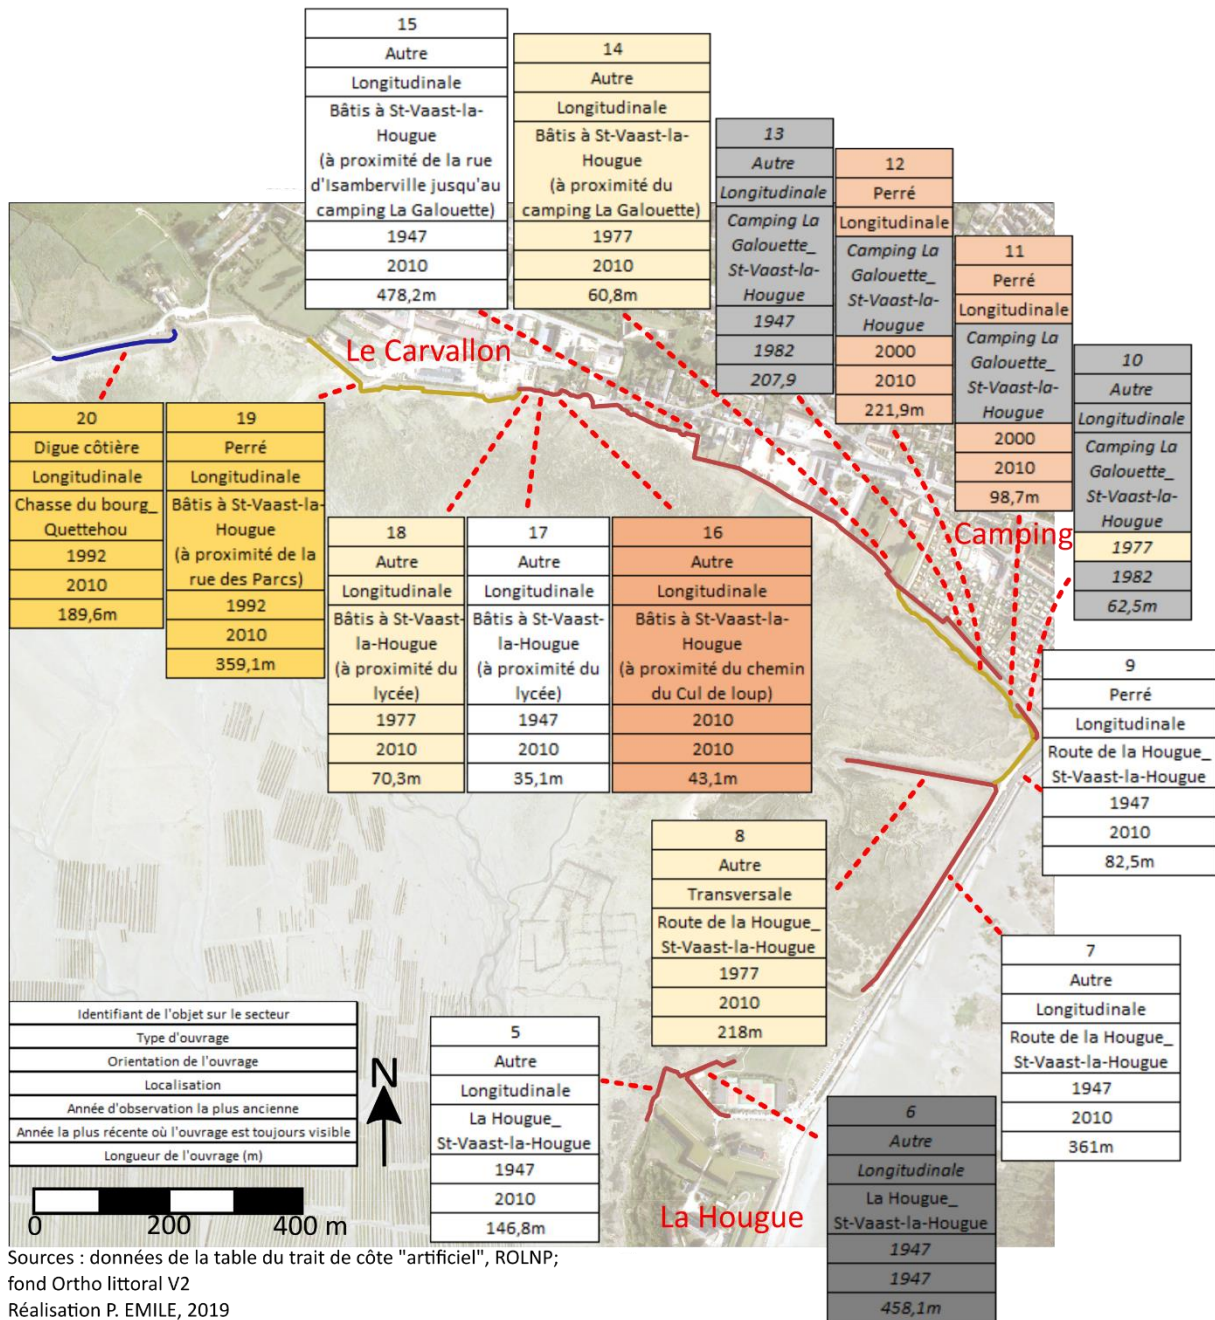 15
Autre
Longitudinale
Bâtis à St-Vaast-la-
Hougue
(à proximité de la rue
d'Isamberville jusqu'au
camping La Galouette)
1947
2010
478,2m
14
Autre
Longitudinale
Bâtis à St-Vaast-la-
Hougue
(à proximité du
camping La Galouette)
1977
2010
60,8m
13
Autre
Longitudinale
Camping La
Galouette_
St-Vaast-la-
Hougue
1947
1982
207,9
12
Perré
Longitudinale
Camping La
Galouette_
St-Vaast-la-
Hougue
2000
2010
221,9m
11
Perré
Longitudinale
Camping La
Galouette_
St-Vaast-la-
Hougue
2000
2010
98,7m
10
Autre
Longitudinale
Camping La
Galouette_
St-Vaast-la-
Hougue
1977
1982
62,5m
Le Carvallon
Camping
20
Digue côtière
Longitudinale
Chasse du bourg_
Quettehou
1992
2010
189,6m
19
Perré
Longitudinale
Bâtis à St-Vaast-la-
Hougue
(à proximité de la
rue des Parcs)
1992
2010
359,1m
18
Autre
Longitudinale
Bâtis à St-Vaast-
la-Hougue
(à proximité du
lycée)
1977
2010
70,3m
17
Autre
Longitudinale
Bâtis à St-Vaast-
la-Hougue
(à proximité du
lycée)
1947
2010
35,1m
16
Autre
Longitudinale
Bâtis à St-Vaast-la-
Hougue
(à proximité du chemin
du Cul de loup)
2010
2010
43,1m
9
Perré
Longitudinale
Route de la Hougue_
St-Vaast-la-Hougue
1947
2010
82,5m
8
Autre
Transversale
Route de la Hougue_
St-Vaast-la-Hougue
1977
2010
218m
7
Autre
Longitudinale
Route de la Hougue_
St-Vaast-la-Hougue
1947
2010
361m
5
Autre
Longitudinale
La Hougue_
St-Vaast-la-Hougue
1947
2010
146,8m
6
Autre
Longitudinale
La Hougue_
St-Vaast-la-Hougue
1947
1947
458,1m
La Hougue
Identifiant de l'objet sur le secteur
Type d'ouvrage
Orientation de l'ouvrage
Localisation
Année d'observation la plus ancienne
Année la plus récente où l'ouvrage est toujours visible
Longueur de l'ouvrage (m)
N
0 200 400 m
Sources : données de la table du trait de côte "artificiel", ROLNP;
fond Ortho littoral V2
Réalisation P. EMILE, 2019